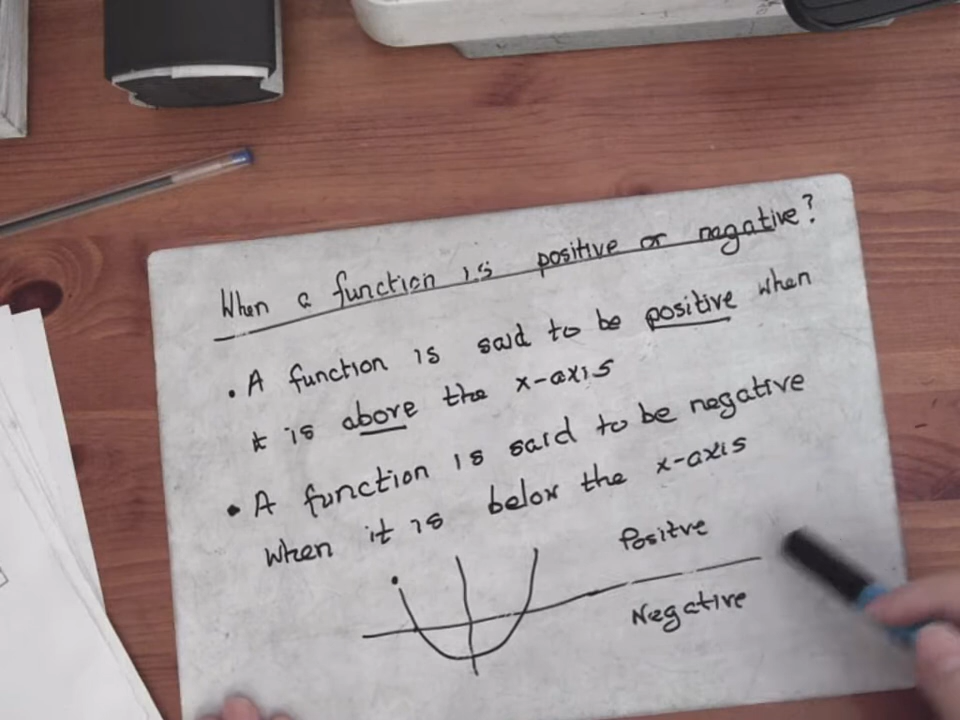 When a function is positive or negative?
• A function is said to be positive when
it is above the x-axis
• A function is said to be negative
when it is below the x-axis
Positve
Negative